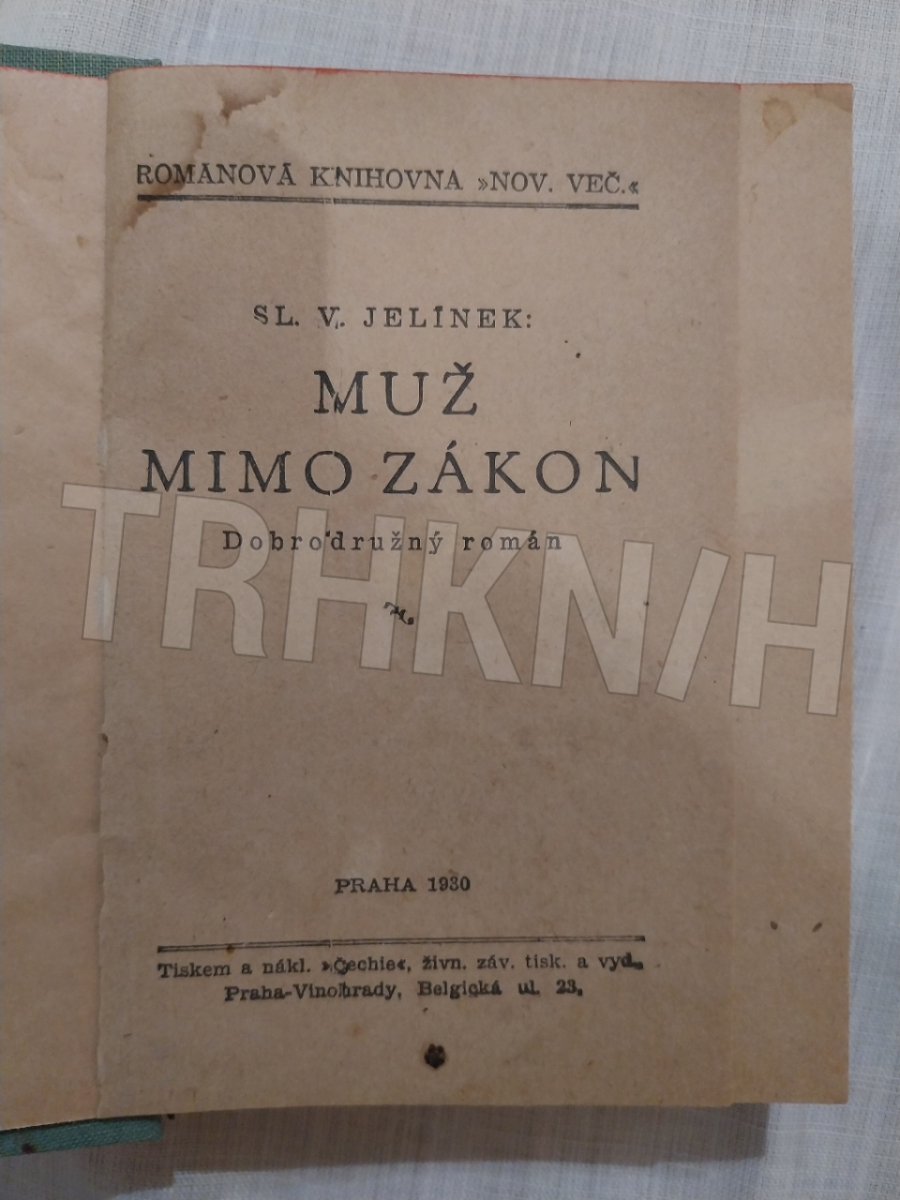 ROMANOVÁ KNIHOVNA »NOV. VEČ.«
SL. V. JELÍNEK:
MUŽ
MIMO ZÁKON
Dobrodružný román
TRHKN/H
PRAHA 1930
Tiskem a nákl. »Čechie«, živn. záv. tisk. a vyd.
Praha-Vinohrady, Belgická ul. 23.